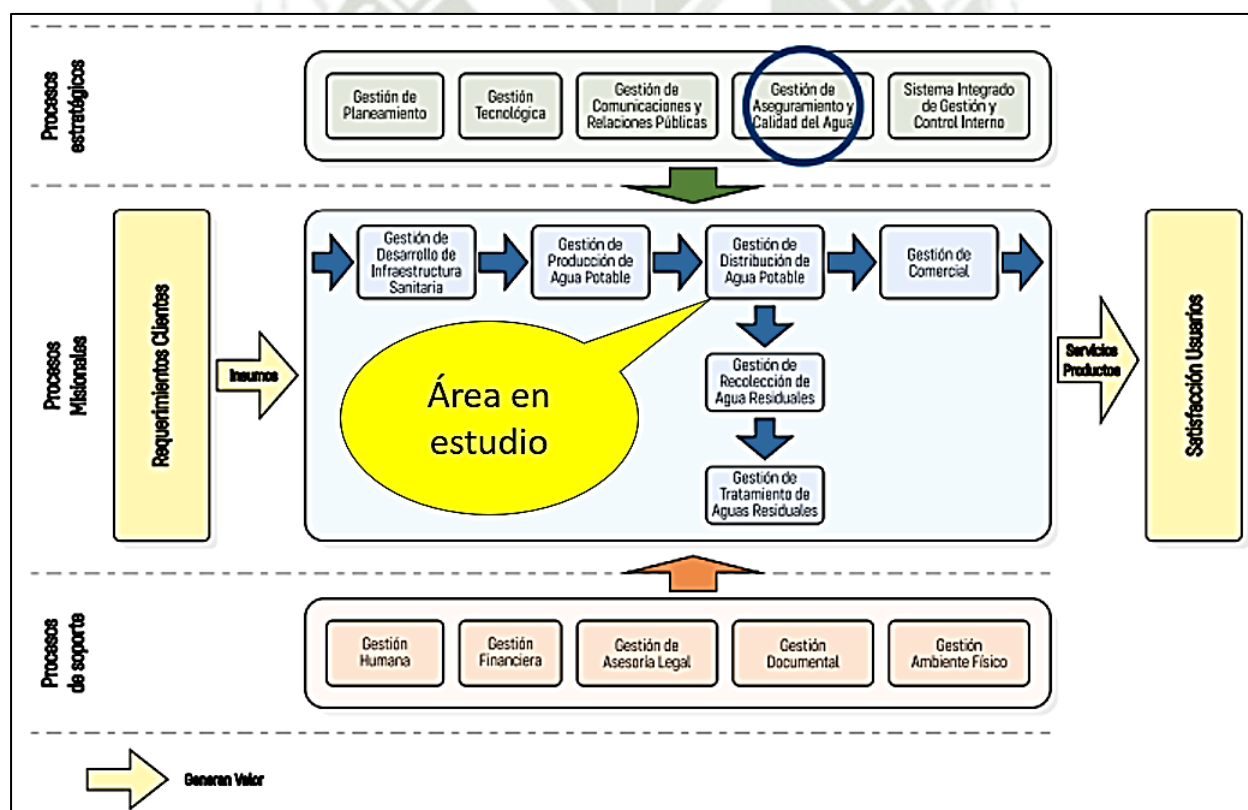 Procesos
estratégicos
Gestión de
Planeamiento
Gestión
Tecnológica
Gestión de
Comunicaciones y
Relaciones Públicas
Gestión de
Aseguramiento y
Calidad del Agua
Sistema Integrado
de Gestión y
Control Interno
Procesos
Misionales
Requerimientos Clientes
Insumos
Gestión de
Desarrollo de
Infraestructura
Sanitaria
Gestión de
Producción de
Agua Potable
Gestión de
Distribución de
Agua Potable
Gestión de
Comercial
Área en
estudio
Gestión de
Recolección de
Agua Residuales
Gestión de
Tratamiento de
Aguas Residuales
Servicios
Productos
Satisfacción Usuarios
Procesos
de soporte
Gestión
Humana
Gestión
Financiera
Gestión de
Asesoría Legal
Gestión
Documental
Gestión
Ambiente Físico
Generan Valor